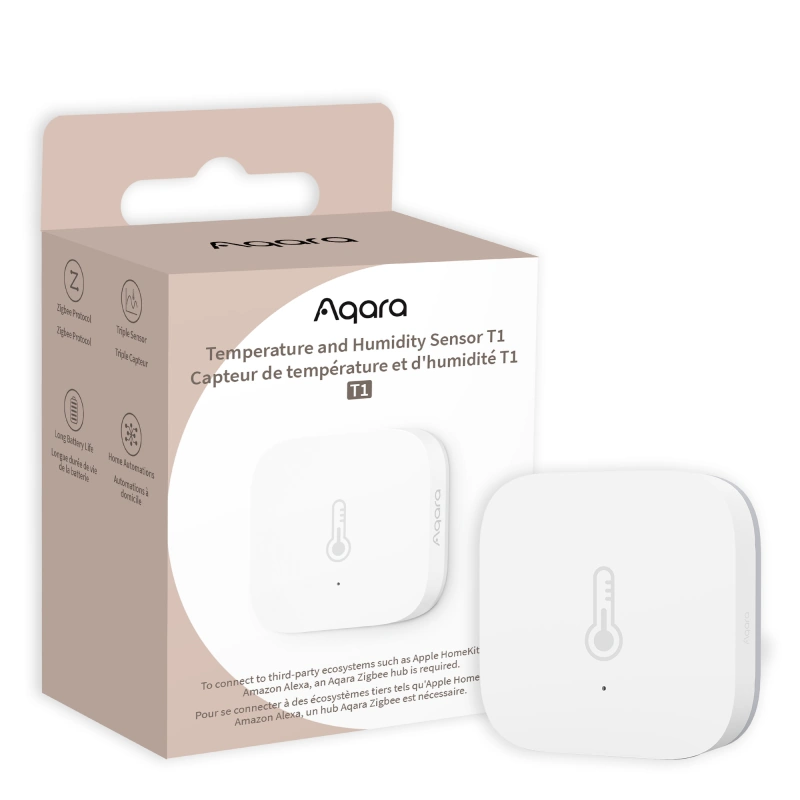 Aqara
Zigbee Protocol
Zigbee Protocol
Triple Sensor
Triple Capteur
Long Battery Life
Longue durée de vie
de la batterie
Home Automations
Automations à
domicile
Aqara
Temperature and Humidity Sensor T1
Capteur de température et d'humidité T1
T1
Aqara
To connect to third-party ecosystems such as Apple HomeKit
Amazon Alexa, an Aqara Zigbee hub is required.
Pour se connecter à des écosystèmes tiers tels qu'Apple Home
Amazon Alexa, un hub Aqara Zigbee est nécessaire.
Aqara